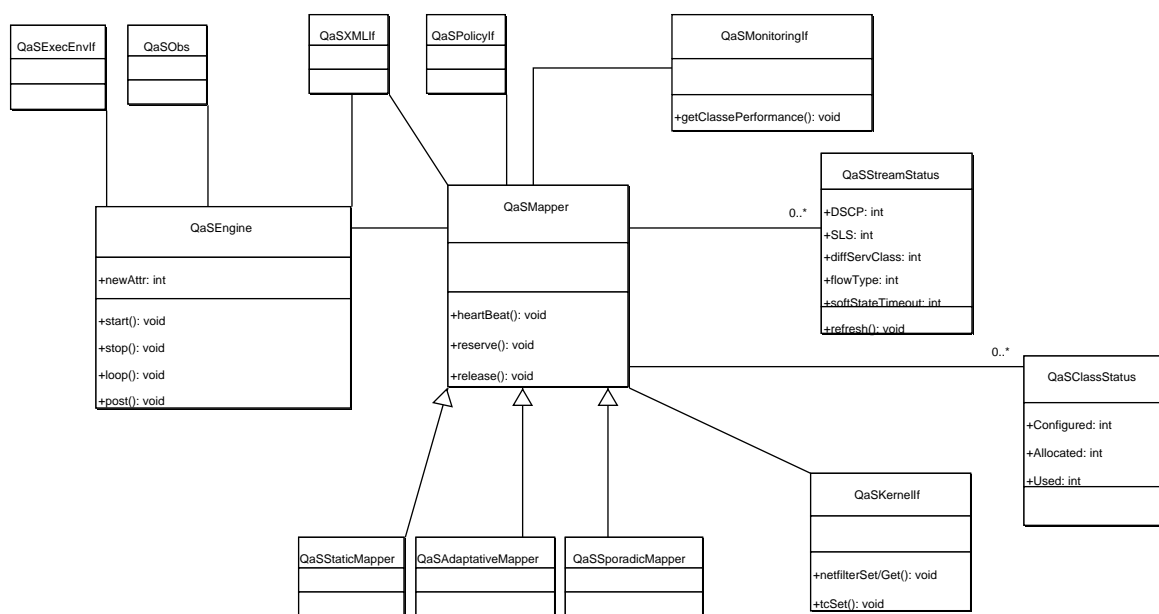 QaSExecEnvIf
QaSObs
QaSXMLIf
QaSPolicyIf
QaSMonitoringIf
+getClassePerformance(): void
QaSStreamStatus
+DSCP: int
+SLS: int
+diffServClass: int
+flowType: int
+softStateTimeout: int
+refresh(): void
0..*
QaSEngine
+newAttr: int
+start(): void
+stop(): void
+loop(): void
+post(): void
QaSMapper
+heartBeat(): void
+reserve(): void
+release(): void
0..*
QaSClassStatus
+Configured: int
+Allocated: int
+Used: int
QaSKernelIf
+netfilterSet/Get(): void
+tcSet(): void
QaSStaticMapper
QaSAdaptativeMapper
QaSSporadicMapper